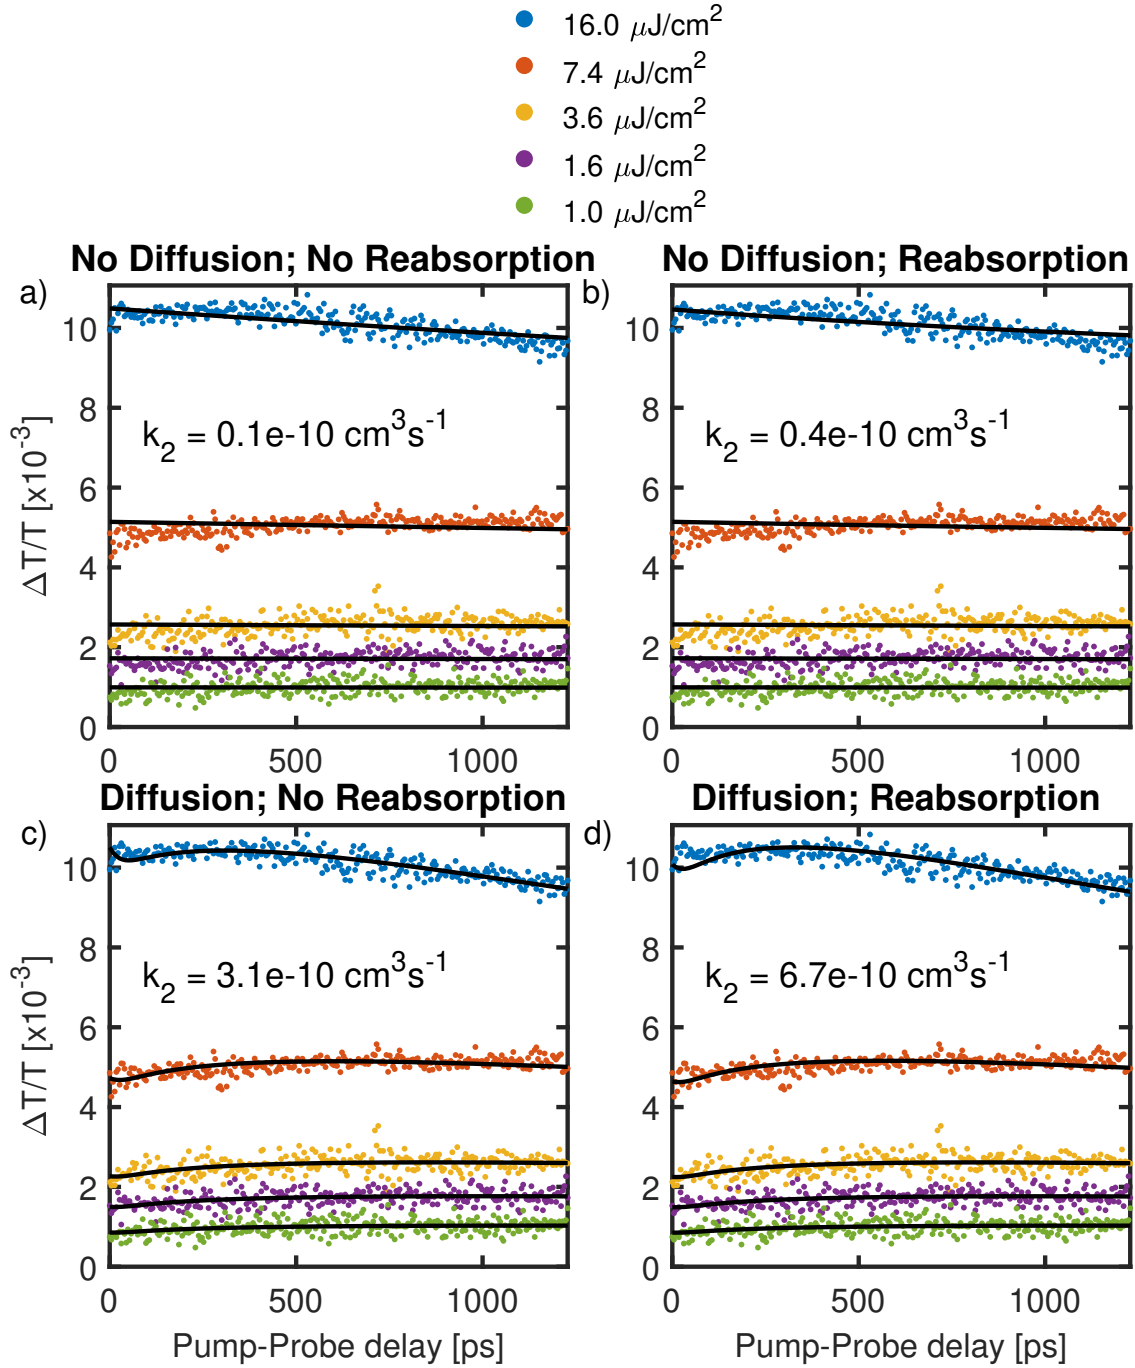 16.0 μJ/cm²
7.4 μJ/cm²
3.6 μJ/cm²
1.6 μJ/cm²
1.0 μJ/cm²
No Diffusion; No Reabsorption
a)
10
8
6
4
2
0
ΔT/T [x10⁻³]
k₂ = 0.1e-10 cm³s⁻¹
0 500 1000
No Diffusion; Reabsorption
b)
10
8
6
4
2
0
k₂ = 0.4e-10 cm³s⁻¹
0 500 1000
Diffusion; No Reabsorption
c)
10
8
6
4
2
0
ΔT/T [x10⁻³]
k₂ = 3.1e-10 cm³s⁻¹
0 500 1000
Pump-Probe delay [ps]
Diffusion; Reabsorption
d)
10
8
6
4
2
0
k₂ = 6.7e-10 cm³s⁻¹
0 500 1000
Pump-Probe delay [ps]